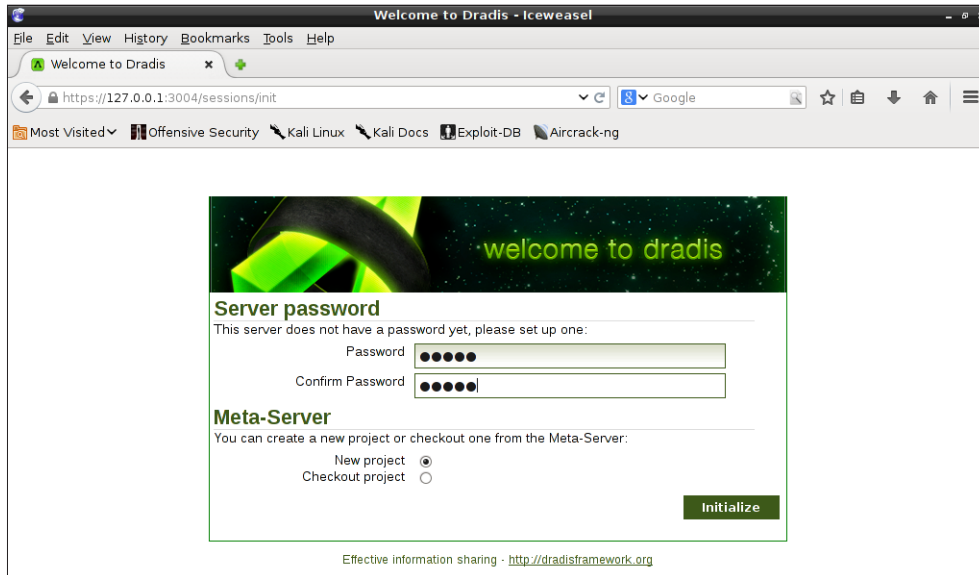 Welcome to Dradis - Iceweasel
File Edit View History Bookmarks Tools Help
Welcome to Dradis
https://127.0.0.1:3004/sessions/init
Google
Most Visited Offensive Security Kali Linux Kali Docs Exploit-DB Aircrack-ng
welcome to dradis
Server password
This server does not have a password yet, please set up one:
Password ●●●●●
Confirm Password ●●●●●
Meta-Server
You can create a new project or checkout one from the Meta-Server:
New project
Checkout project
Initialize
Effective information sharing - http://dradisframework.org